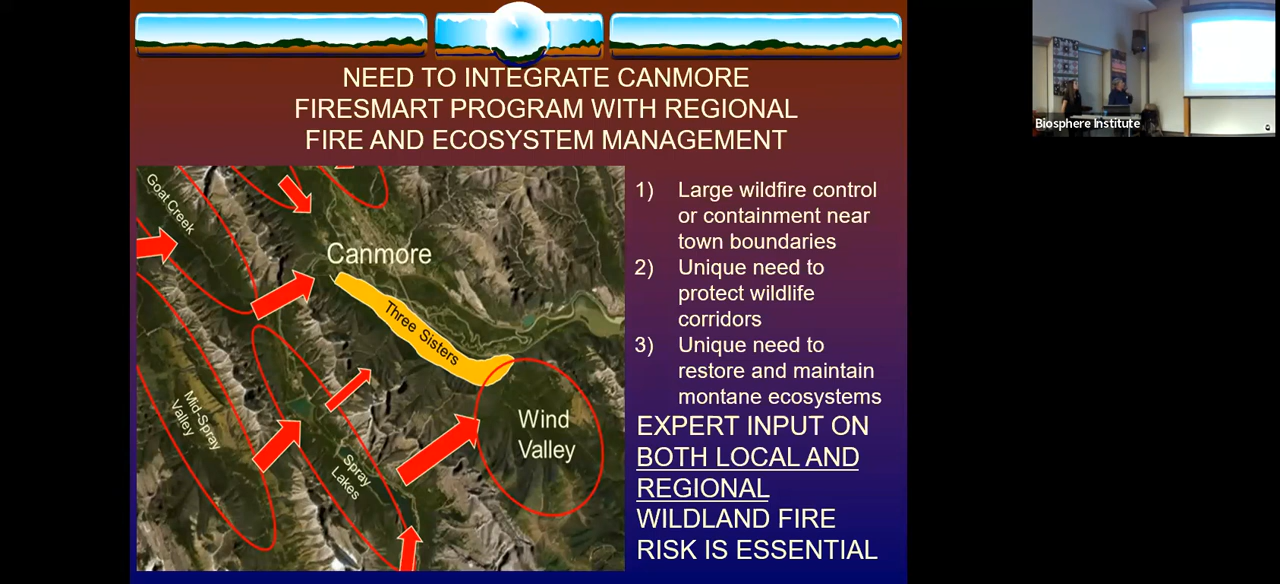 NEED TO INTEGRATE CANMORE
FIRESMART PROGRAM WITH REGIONAL
FIRE AND ECOSYSTEM MANAGEMENT
Goat Creek
Canmore
Three Sisters
Mid-Spray
Valley
Spray
Lakes
Wind
Valley
1) Large wildfire control
or containment near
town boundaries
2) Unique need to
protect wildlife
corridors
3) Unique need to
restore and maintain
montane ecosystems
EXPERT INPUT ON
BOTH LOCAL AND
REGIONAL
WILDLAND FIRE
RISK IS ESSENTIAL
Biosphere Institute